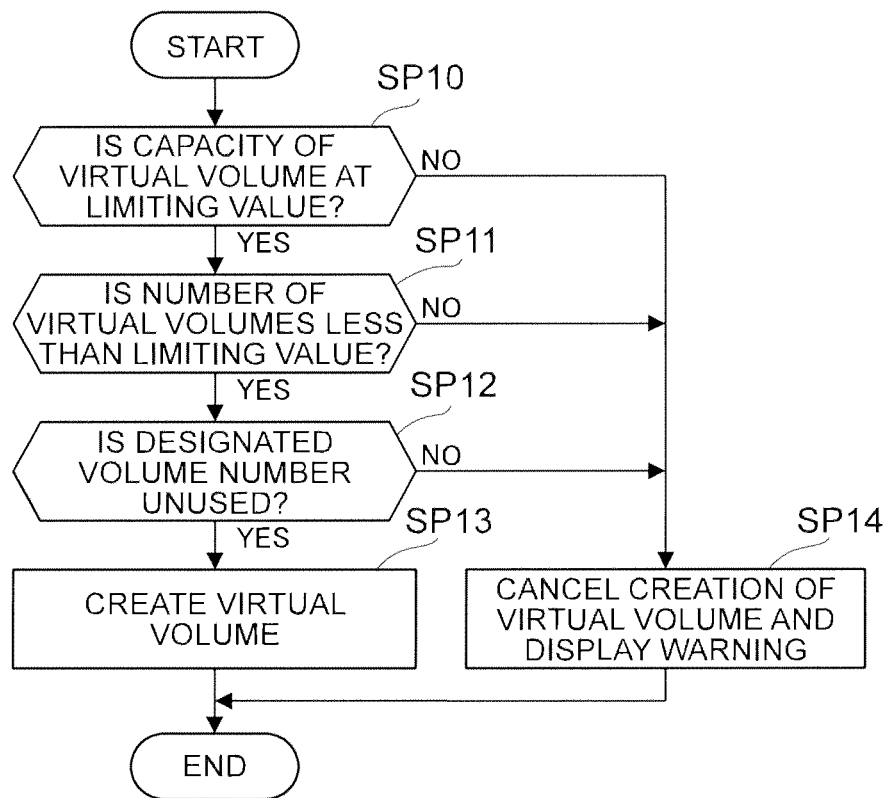 START
SP10
IS CAPACITY OF
VIRTUAL VOLUME AT
LIMITING VALUE?
NO
YES
SP11
IS NUMBER OF
VIRTUAL VOLUMES LESS
THAN LIMITING VALUE?
NO
YES
SP12
IS DESIGNATED
VOLUME NUMBER
UNUSED?
NO
YES
SP13
CREATE VIRTUAL
VOLUME
SP14
CANCEL CREATION OF
VIRTUAL VOLUME AND
DISPLAY WARNING
END